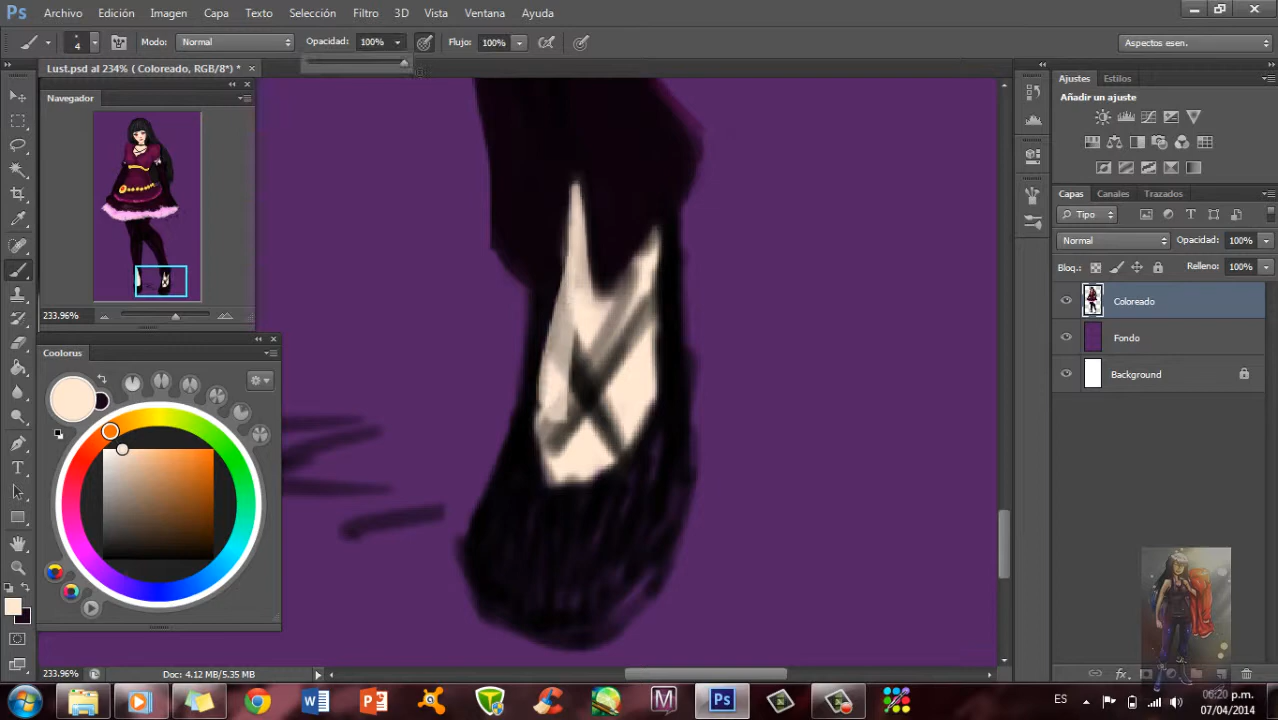 Ps Archivo Edición Imagen Capa Texto Selección Filtro 3D Vista Ventana Ayuda
4 Modo: Normal Opacidad: 100% Flujo: 100% Aspectos esen.
Lust.psd al 234% ( Coloreado, RGB/8*) * ×
Navegador
233.96%
Coolorus
Ajustes Estilos
Añadir un ajuste
Capas Canales Trazados
Tipo
Normal Opacidad: 100%
Bloq.: Relleno: 100%
Coloreado
Fondo
Background
233.96% Doc: 4.12 MB/5.35 MB
W P M Ps ES 06:20 p.m.
07/04/2014